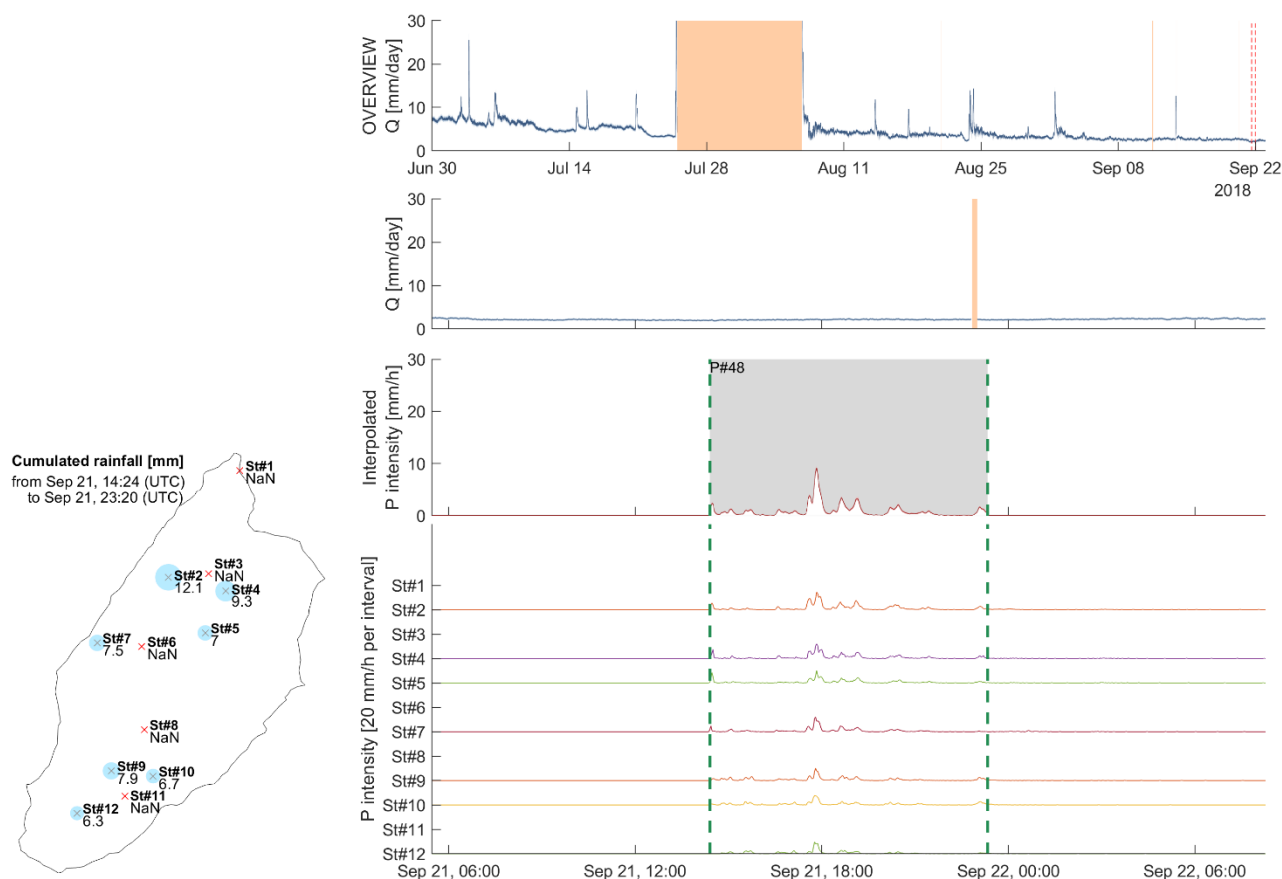 OVERVIEW
Q [mm/day]
30
20
10
0
Jun 30
Jul 14
Jul 28
Aug 11
Aug 25
Sep 08
Sep 22
2018
Q [mm/day]
30
20
10
0
Interpolated
P intensity [mm/h]
30
20
10
0
P#48
Cumulated rainfall [mm]
from Sep 21, 14:24 (UTC)
to Sep 21, 23:20 (UTC)
St#1
NaN
St#2
12.1
St#3
NaN
St#4
9.3
St#5
7
St#7
7.5
St#6
NaN
St#8
NaN
St#9
7.9
St#10
6.7
St#11
NaN
St#12
6.3
P intensity [20 mm/h per interval]
St#1
St#2
St#3
St#4
St#5
St#6
St#7
St#8
St#9
St#10
St#11
St#12
Sep 21, 06:00
Sep 21, 12:00
Sep 21, 18:00
Sep 22, 00:00
Sep 22, 06:00